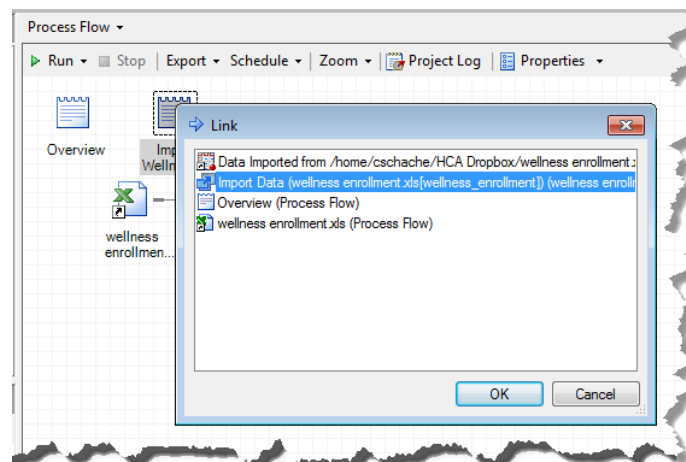 Process Flow
Run Stop Export Schedule Zoom Project Log Properties
Overview
Welln
wellness
enrollmen...
Link
Data Imported from /home/cschache/HCA Dropbox/wellness enrollment.
Import Data (wellness enrollment.xls[wellness_enrollment]) (wellness enrolln
Overview (Process Flow)
wellness enrollment.xls (Process Flow)
OK Cancel